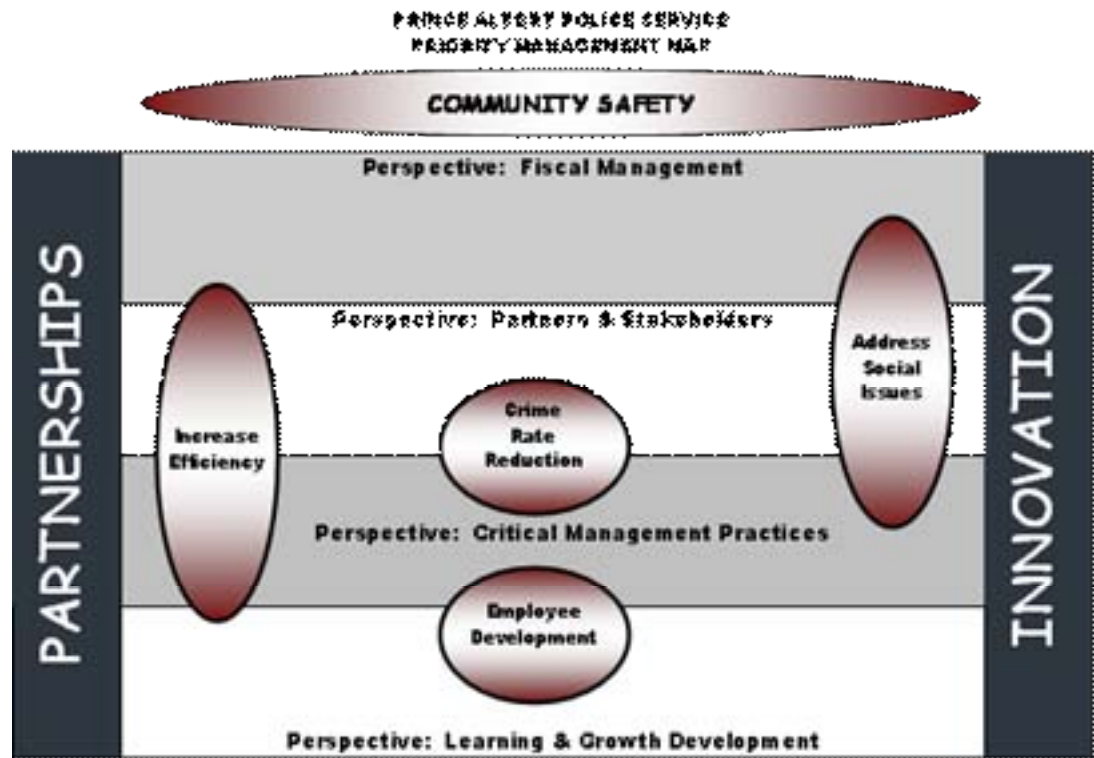 PRINCE ALBERT POLICE SERVICE
PRIORITY MANAGEMENT MAP
COMMUNITY SAFETY
Perspective: Fiscal Management
PARTNERSHIPS
INNOVATION
Perspective: Partners & Stakeholders
Address
Social
Issues
Increase
Efficiency
Crime
Rate
Reduction
Perspective: Critical Management Practices
Employee
Development
Perspective: Learning & Growth Development